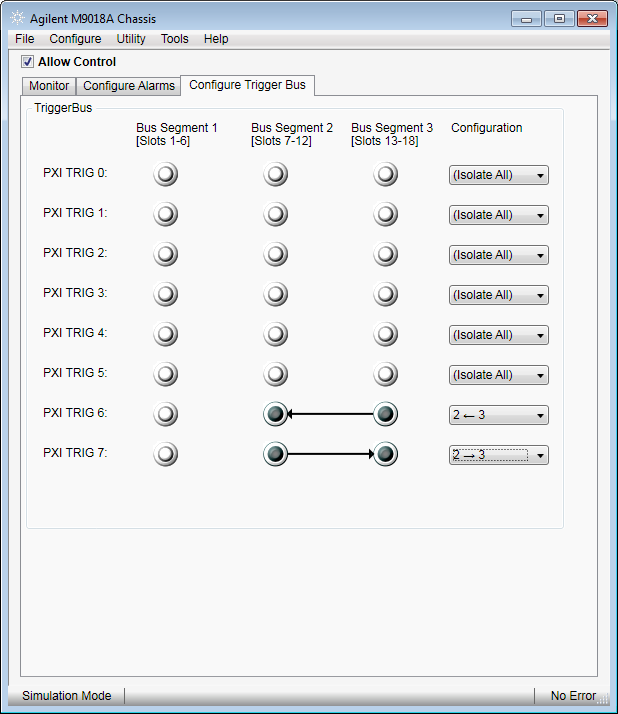 Agilent M9018A Chassis
File Configure Utility Tools Help
Allow Control
Monitor Configure Alarms Configure Trigger Bus
TriggerBus
Bus Segment 1 Bus Segment 2 Bus Segment 3 Configuration
[Slots 1-6] [Slots 7-12] [Slots 13-18]
PXI TRIG 0: (Isolate All)
PXI TRIG 1: (Isolate All)
PXI TRIG 2: (Isolate All)
PXI TRIG 3: (Isolate All)
PXI TRIG 4: (Isolate All)
PXI TRIG 5: (Isolate All)
PXI TRIG 6: 2 ← 3
PXI TRIG 7: 2 → 3
Simulation Mode No Error